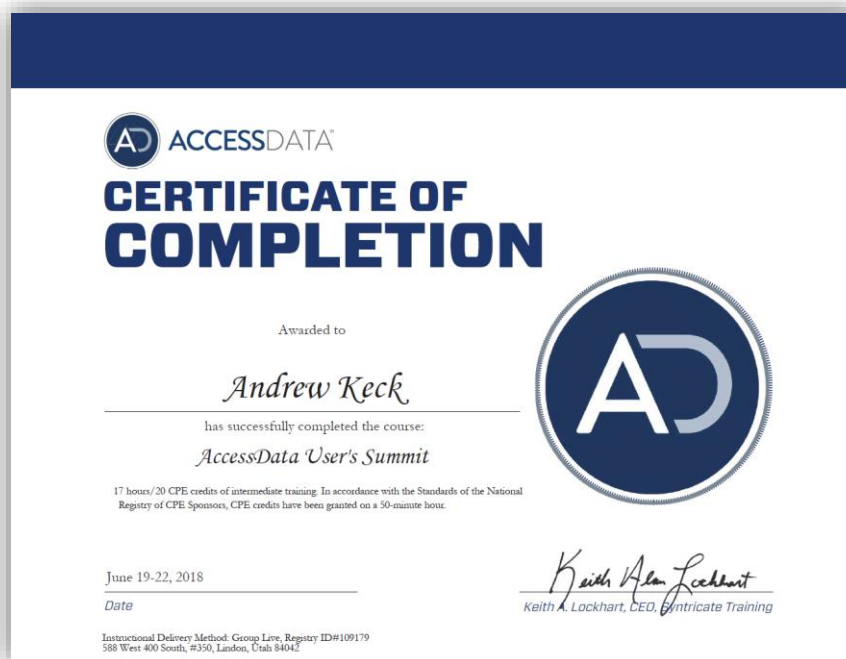 AD ACCESSDATA™
CERTIFICATE OF
COMPLETION
Awarded to
Andrew Keck
has successfully completed the course:
AccessData User's Summit
17 hours/20 CPE credits of intermediate training. In accordance with the Standards of the National
Registry of CPE Sponsors, CPE credits have been granted on a 50-minute hour.
AD
June 19-22, 2018
Date
Keith Alan Lockhart
Keith A. Lockhart, CEO, Syntricate Training
Instructional Delivery Method: Group Live, Registry ID#109179
588 West 400 South, #350, Lindon, Utah 84042